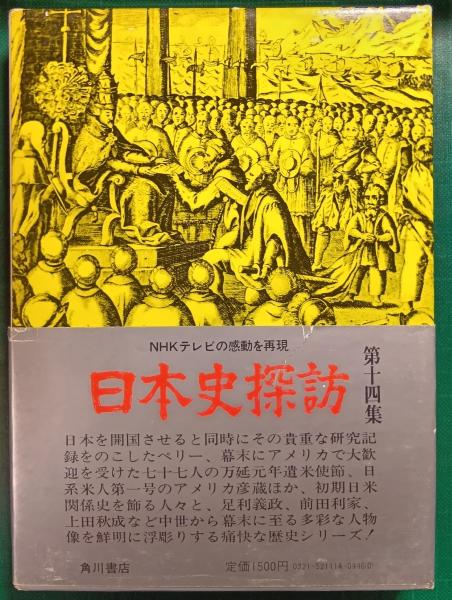 NHKテレビの感動を再現
日本史探訪
第十四集
日本を開国させると同時にその貴重な研究記
録をのこしたペリー、幕末にアメリカで大歓
迎を受けた七十七人の万延元年遣米使節、日
系米人第一号のアメリカ彦蔵ほか、初期日米
関係史を飾る人々と、足利義政、前田利家、
上田秋成など中世から幕末に至る多彩な人物
像を鮮明に浮彫りする痛快な歴史シリーズ!
角川書店
定価1500円